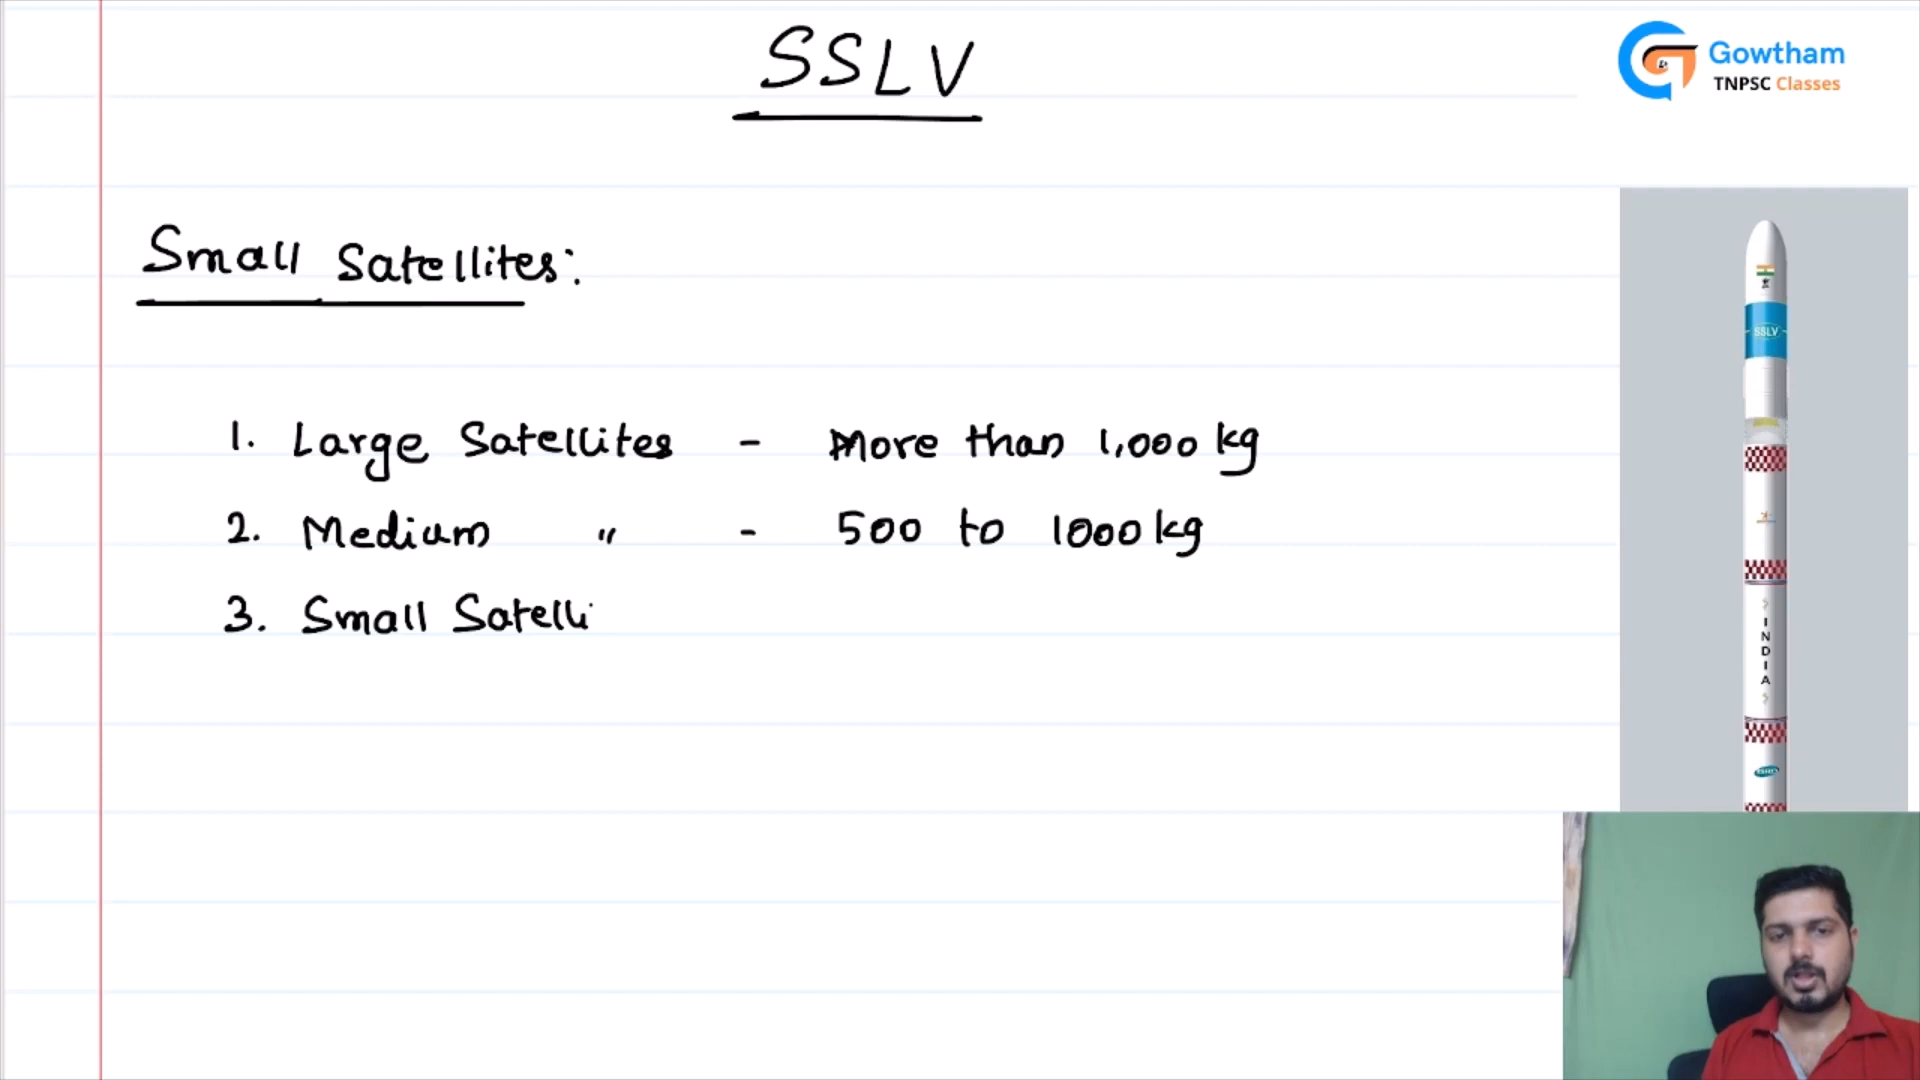 SSLV
Gowtham
TNPSC Classes
Small Satellites:
1. Large Satellites - More than 1,000 kg
2. Medium " - 500 to 1000 kg
3. Small Satelli
SSLV
INDIA